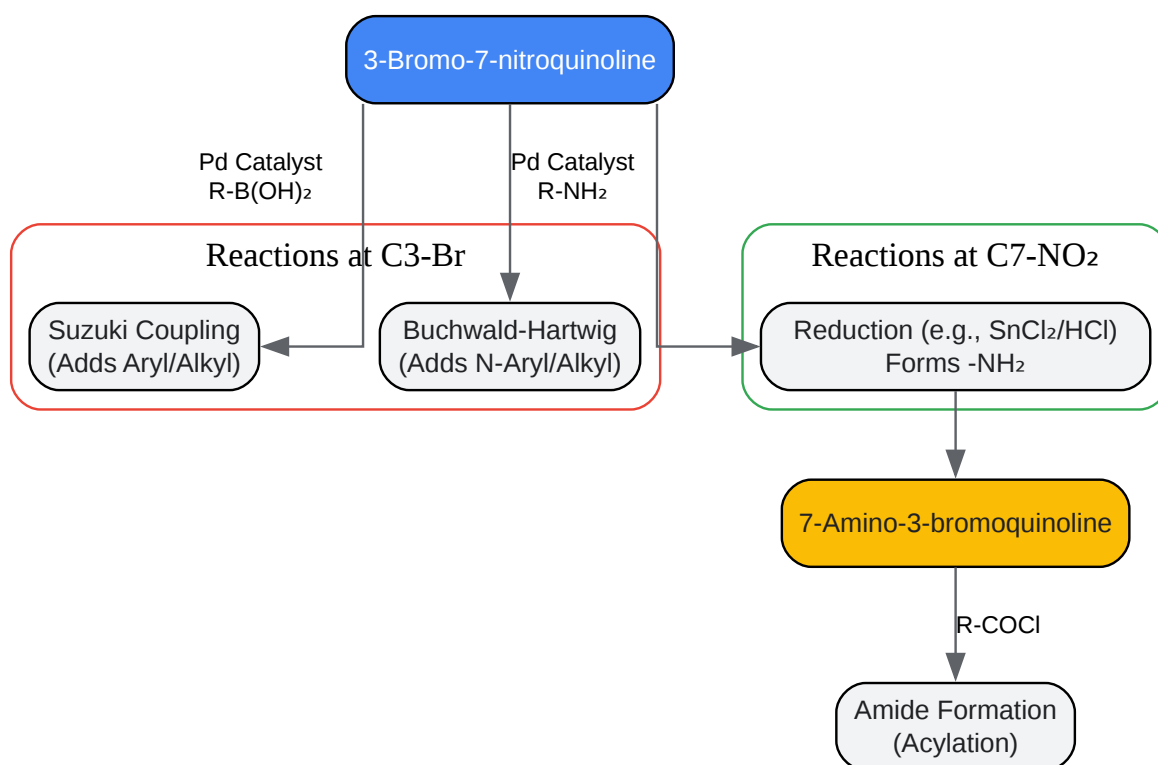 3-Bromo-7-nitroquinoline
Pd Catalyst
R-B(OH)₂
Pd Catalyst
R-NH₂
Reactions at C3-Br
Reactions at C7-NO₂
Suzuki Coupling
(Adds Aryl/Alkyl)
Buchwald-Hartwig
(Adds N-Aryl/Alkyl)
Reduction (e.g., SnCl₂/HCl)
Forms -NH₂
7-Amino-3-bromoquinoline
R-COCl
Amide Formation
(Acylation)